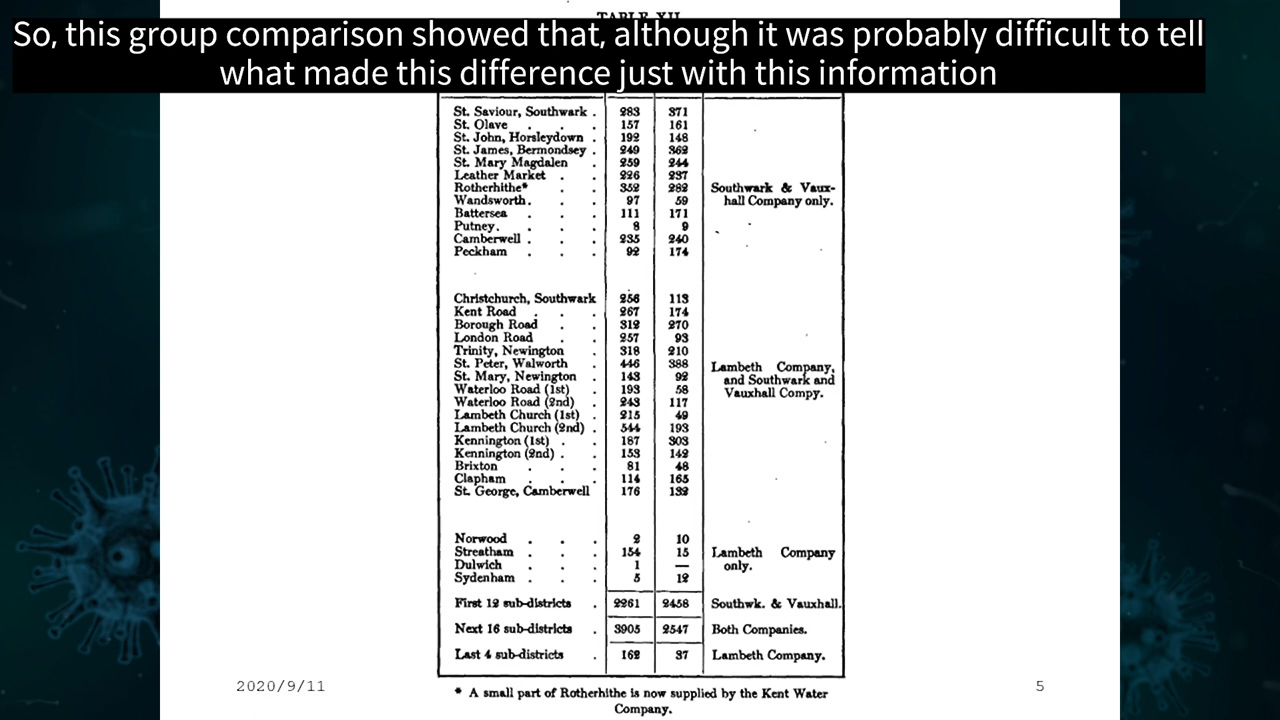 TABLE XII.
So, this group comparison showed that, although it was probably difficult to tell
what made this difference just with this information
St. Saviour, Southwark . 283 371
St. Olave . . . 157 161
St. John, Horsleydown . 192 148
St. James, Bermondsey . 249 362
St. Mary Magdalen . 259 244
Leather Market . . 226 237
Rotherhithe* . . 352 282 Southwark & Vaux-
Wandsworth. . . 97 59 hall Company only.
Battersea . . . 111 171
Putney. . . . 8 9
Camberwell . . . 235 240
Peckham . . . 92 174
Christchurch, Southwark 256 113
Kent Road . . . 267 174
Borough Road . . 312 270
London Road . . 257 93
Trinity, Newington . 318 210
St. Peter, Walworth . 446 388 Lambeth Company,
St. Mary, Newington . 143 92 and Southwark and
Waterloo Road (1st) . 193 58 Vauxhall Compy.
Waterloo Road (2nd) . 243 117
Lambeth Church (1st) . 215 49
Lambeth Church (2nd) . 544 193
Kennington (1st) . . 187 303
Kennington (2nd) . . 153 142
Brixton . . . 81 48
Clapham . . . 114 165
St. George, Camberwell 176 132
Norwood . . . 2 10
Streatham . . . 154 15 Lambeth Company
Dulwich . . . 1 — only.
Sydenham . . . 5 12
First 12 sub-districts . 2261 2458 Southwk. & Vauxhall.
Next 16 sub-districts . 3905 2547 Both Companies.
Last 4 sub-districts . 162 37 Lambeth Company.
* A small part of Rotherhithe is now supplied by the Kent Water
Company.
2020/9/11
5